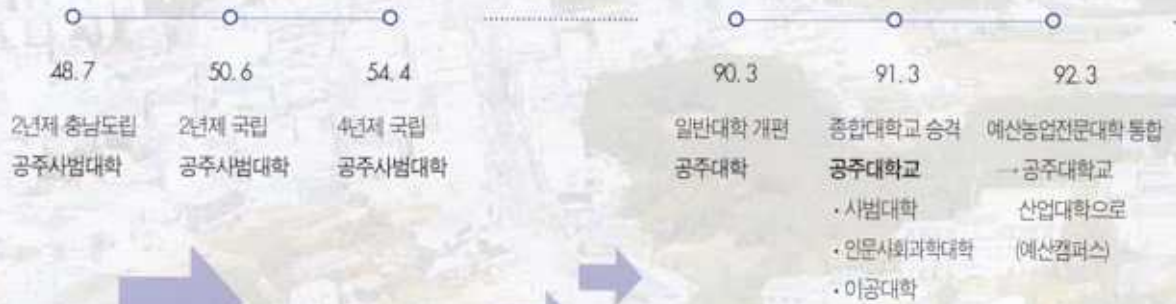 48.7
2년제 충남도립
공주사범대학
50.6
2년제 국립
공주사범대학
54.4
4년제 국립
공주사범대학
90.3
일반대학 개편
공주대학
91.3
종합대학교 승격
공주대학교
• 사범대학
• 인문사회과학대학
• 이공대학
92.3
예산농업전문대학 통합
→ 공주대학교
산업대학으로
(예산캠퍼스)